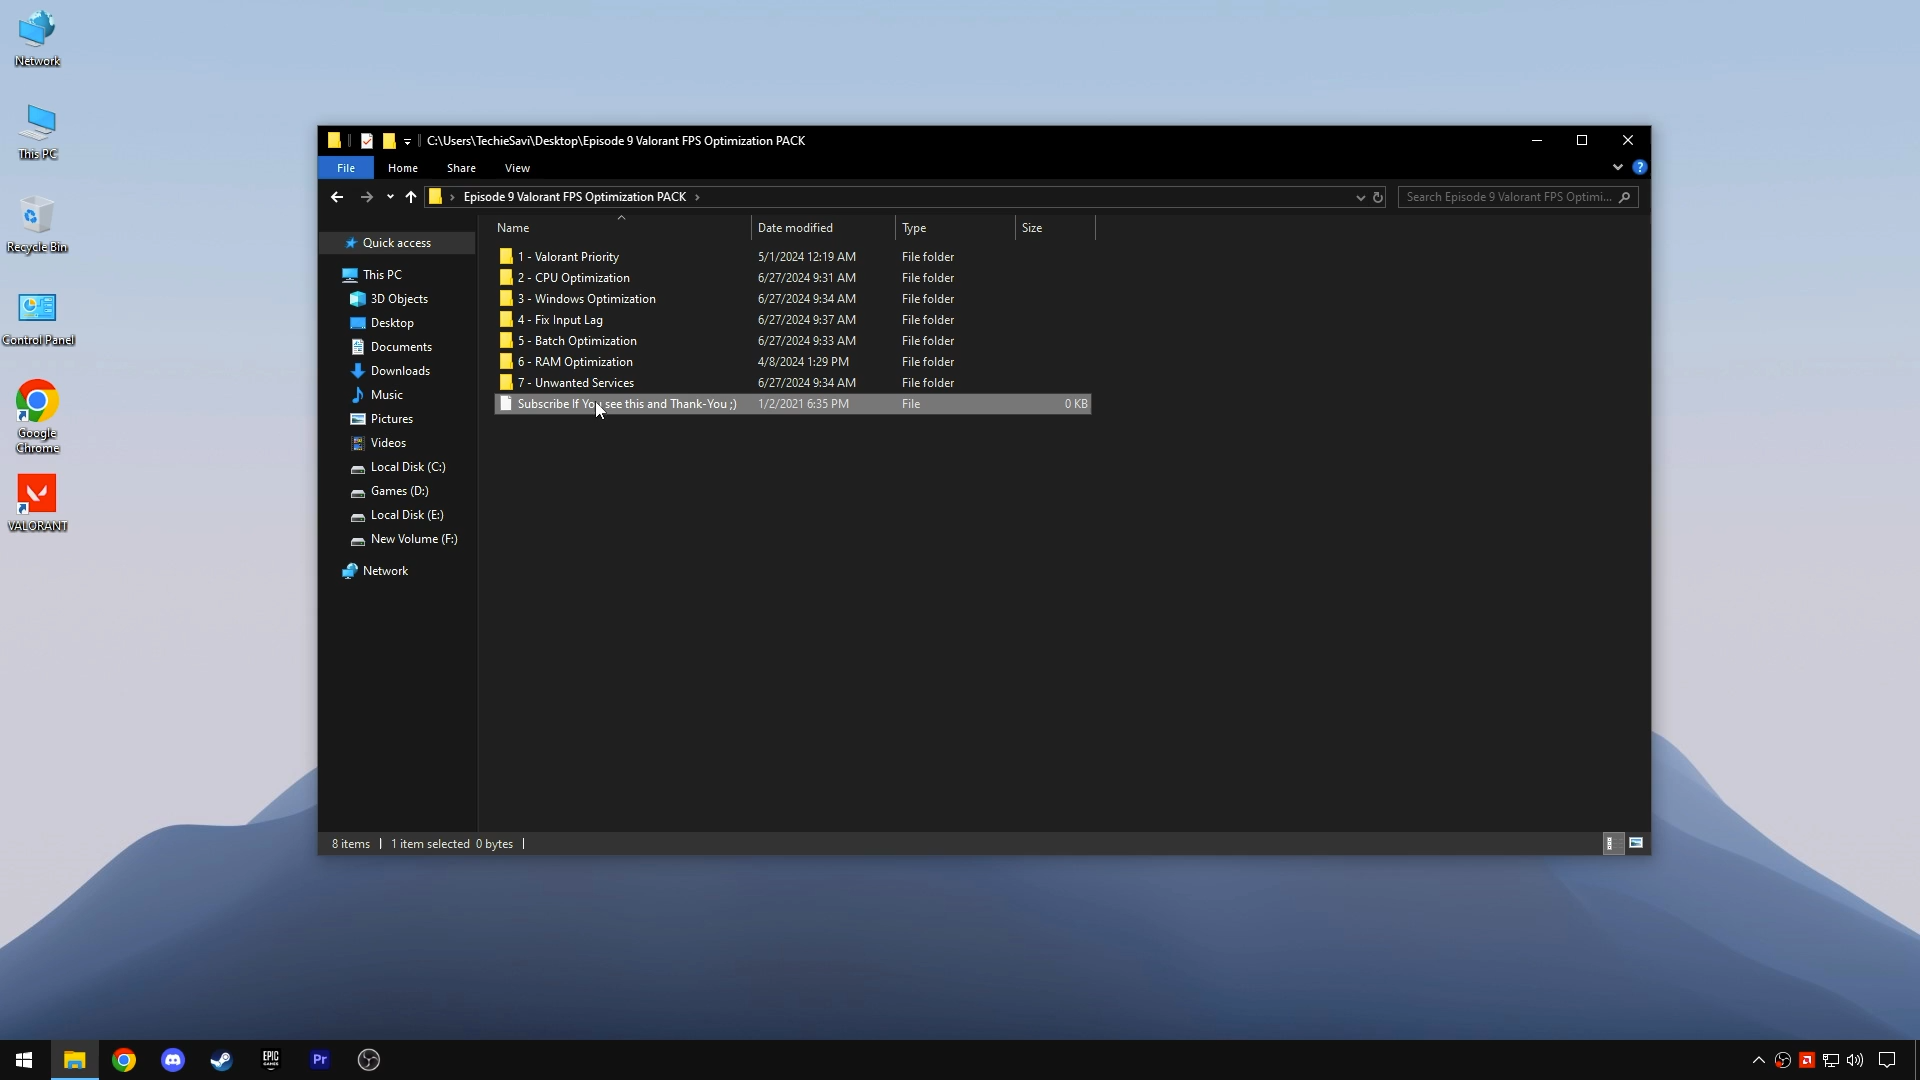 Network
This PC
Recycle Bin
Control Panel
Google
Chrome
VALORANT
C:\Users\TechieSavi\Desktop\Episode 9 Valorant FPS Optimization PACK
File Home Share View
Episode 9 Valorant FPS Optimization PACK
Search Episode 9 Valorant FPS Optimi...
Quick access
This PC
3D Objects
Desktop
Documents
Downloads
Music
Pictures
Videos
Local Disk (C:)
Games (D:)
Local Disk (E:)
New Volume (F:)
Network
Name Date modified Type Size
1 - Valorant Priority 5/1/2024 12:19 AM File folder
2 - CPU Optimization 6/27/2024 9:31 AM File folder
3 - Windows Optimization 6/27/2024 9:34 AM File folder
4 - Fix Input Lag 6/27/2024 9:37 AM File folder
5 - Batch Optimization 6/27/2024 9:33 AM File folder
6 - RAM Optimization 4/8/2024 1:29 PM File folder
7 - Unwanted Services 6/27/2024 9:34 AM File folder
Subscribe If You see this and Thank-You ;) 1/2/2021 6:35 PM File 0 KB
8 items 1 item selected 0 bytes
EPIC
GAMES
Pr